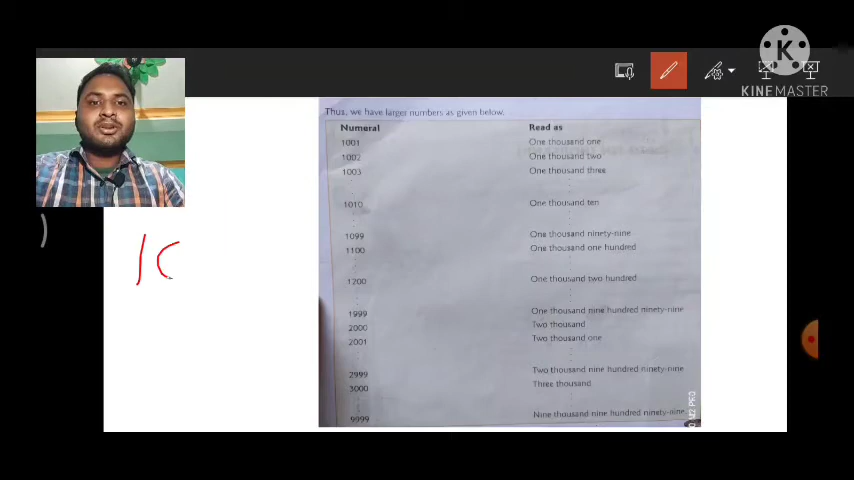 K
KINEMASTER
Thus, we have larger numbers as given below.
Numeral Read as
1001 One thousand one
1002 One thousand two
1003 One thousand three
1010 One thousand ten
1099 One thousand ninety-nine
1100 One thousand one hundred
1200 One thousand two hundred
1999 One thousand nine hundred ninety-nine
2000 Two thousand
2001 Two thousand one
2999 Two thousand nine hundred ninety-nine
3000 Three thousand
9999 Nine thousand nine hundred ninety-nine
M2 PRO